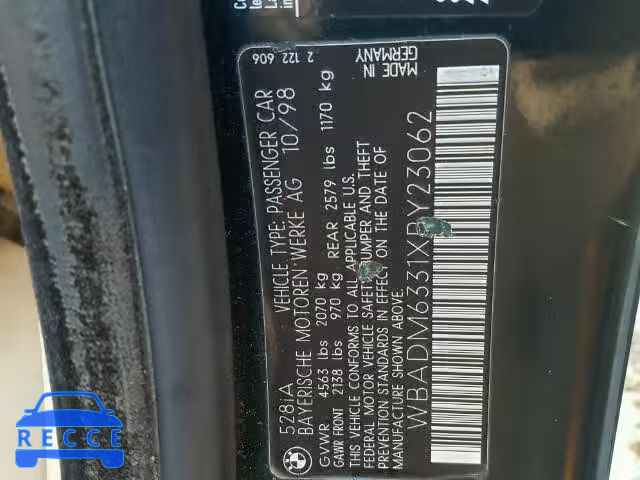 528iA VEHICLE TYPE: PASSENGER CAR
BAYERISCHE MOTOREN WERKE AG 10/98
GVWR 4563 lbs 2070 kg
GAWR FRONT 2138 lbs 970 kg REAR 2579 lbs 1170 kg
THIS VEHICLE CONFORMS TO ALL APPLICABLE U.S.
FEDERAL MOTOR VEHICLE SAFETY BUMPER AND THEFT
PREVENTION STANDARDS IN EFFECT ON THE DATE OF
MANUFACTURE SHOWN ABOVE
WBADM6331XBY23062
2 122 606
MADE IN
GERMANY
RECCE